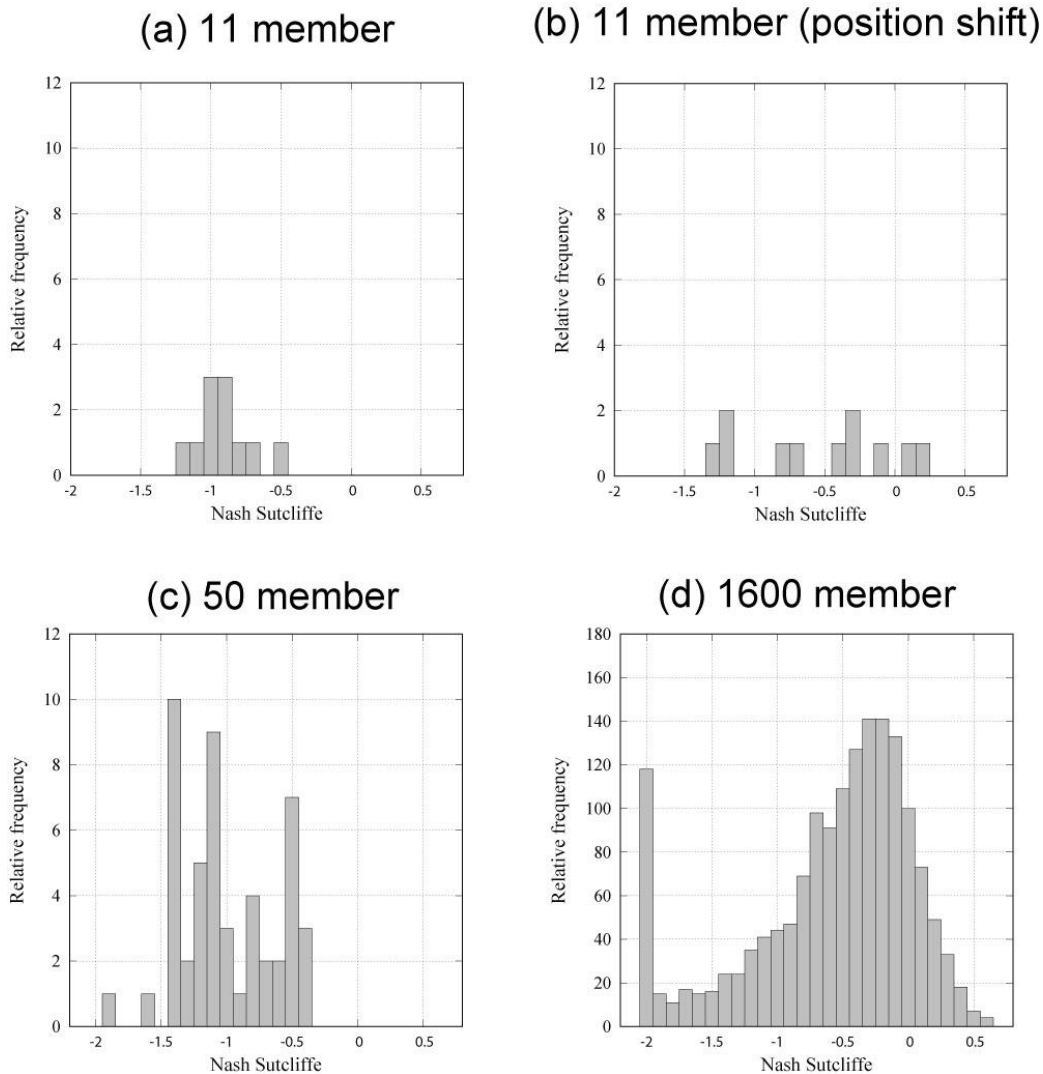 (a) 11 member
12
10
8
6
4
2
0
Relative frequency
-2 -1.5 -1 -0.5 0 0.5
Nash Sutcliffe
(b) 11 member (position shift)
12
10
8
6
4
2
0
Relative frequency
-2 -1.5 -1 -0.5 0 0.5
Nash Sutcliffe
(c) 50 member
12
10
8
6
4
2
0
Relative frequency
-2 -1.5 -1 -0.5 0 0.5
Nash Sutcliffe
(d) 1600 member
180
160
140
120
100
80
60
40
20
0
Relative frequency
-2 -1.5 -1 -0.5 0 0.5
Nash Sutcliffe